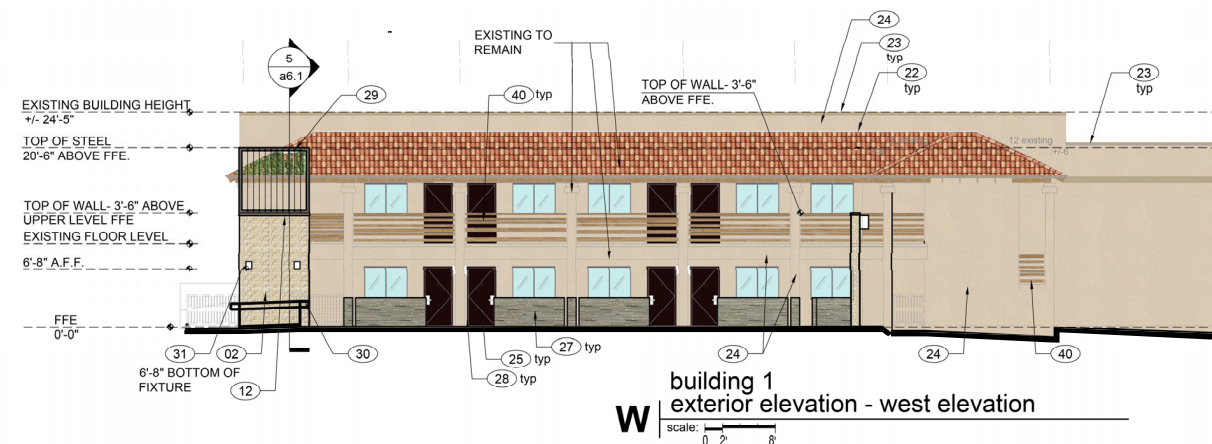 24
EXISTING TO
REMAIN
23
typ
5
a6.1
22
typ
23
typ
TOP OF WALL- 3'-6"
ABOVE FFE.
29
40 typ
EXISTING BUILDING HEIGHT
+/- 24'-5"
TOP OF STEEL
20'-6" ABOVE FFE.
12 existing
+/-6
TOP OF WALL- 3'-6" ABOVE
UPPER LEVEL FFE
EXISTING FLOOR LEVEL
6'-8" A.F.F.
FFE
0'-0"
31
02
30
27 typ
24
24
40
25 typ
6'-8" BOTTOM OF
FIXTURE
12
28 typ
building 1
W
exterior elevation - west elevation
scale:
0 2' 8'